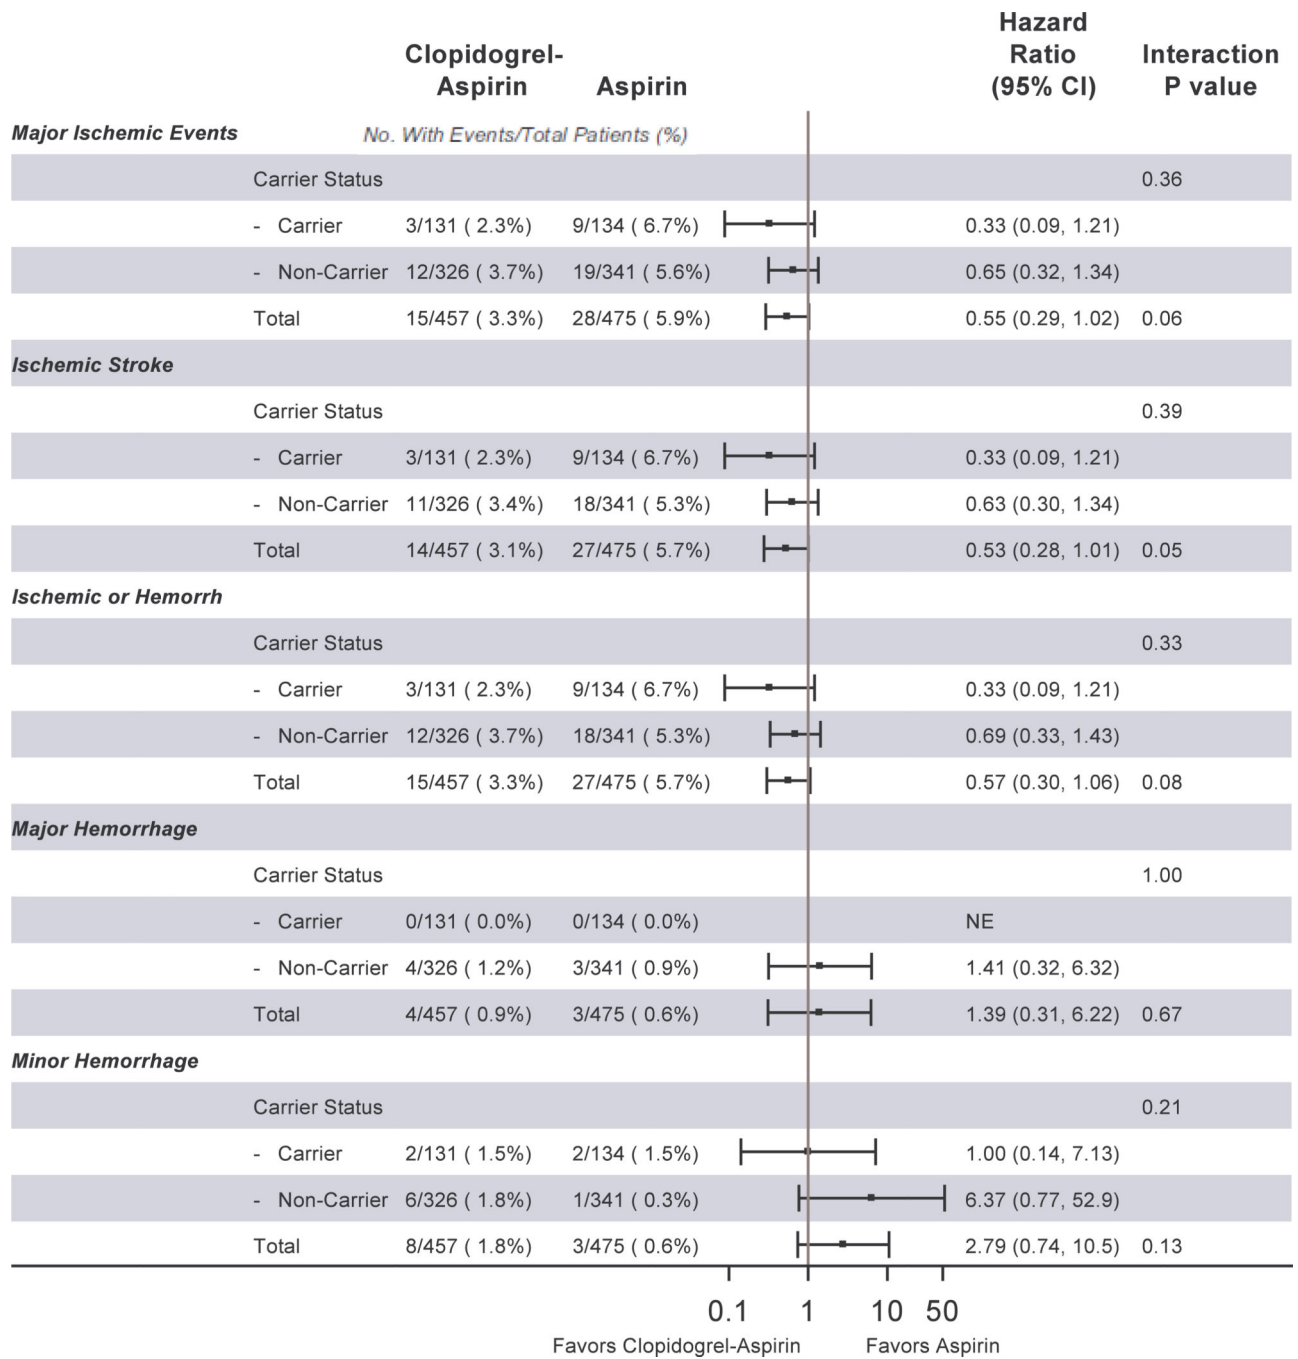 Hazard
Clopidogrel- Ratio Interaction
Aspirin Aspirin (95% CI) P value
Major Ischemic Events No. With Events/Total Patients (%)
Carrier Status 0.36
- Carrier 3/131 ( 2.3%) 9/134 ( 6.7%) 0.33 (0.09, 1.21)
- Non-Carrier 12/326 ( 3.7%) 19/341 ( 5.6%) 0.65 (0.32, 1.34)
Total 15/457 ( 3.3%) 28/475 ( 5.9%) 0.55 (0.29, 1.02) 0.06
Ischemic Stroke
Carrier Status 0.39
- Carrier 3/131 ( 2.3%) 9/134 ( 6.7%) 0.33 (0.09, 1.21)
- Non-Carrier 11/326 ( 3.4%) 18/341 ( 5.3%) 0.63 (0.30, 1.34)
Total 14/457 ( 3.1%) 27/475 ( 5.7%) 0.53 (0.28, 1.01) 0.05
Ischemic or Hemorrh
Carrier Status 0.33
- Carrier 3/131 ( 2.3%) 9/134 ( 6.7%) 0.33 (0.09, 1.21)
- Non-Carrier 12/326 ( 3.7%) 18/341 ( 5.3%) 0.69 (0.33, 1.43)
Total 15/457 ( 3.3%) 27/475 ( 5.7%) 0.57 (0.30, 1.06) 0.08
Major Hemorrhage
Carrier Status 1.00
- Carrier 0/131 ( 0.0%) 0/134 ( 0.0%) NE
- Non-Carrier 4/326 ( 1.2%) 3/341 ( 0.9%) 1.41 (0.32, 6.32)
Total 4/457 ( 0.9%) 3/475 ( 0.6%) 1.39 (0.31, 6.22) 0.67
Minor Hemorrhage
Carrier Status 0.21
- Carrier 2/131 ( 1.5%) 2/134 ( 1.5%) 1.00 (0.14, 7.13)
- Non-Carrier 6/326 ( 1.8%) 1/341 ( 0.3%) 6.37 (0.77, 52.9)
Total 8/457 ( 1.8%) 3/475 ( 0.6%) 2.79 (0.74, 10.5) 0.13
0.1 1 10 50
Favors Clopidogrel-Aspirin Favors Aspirin